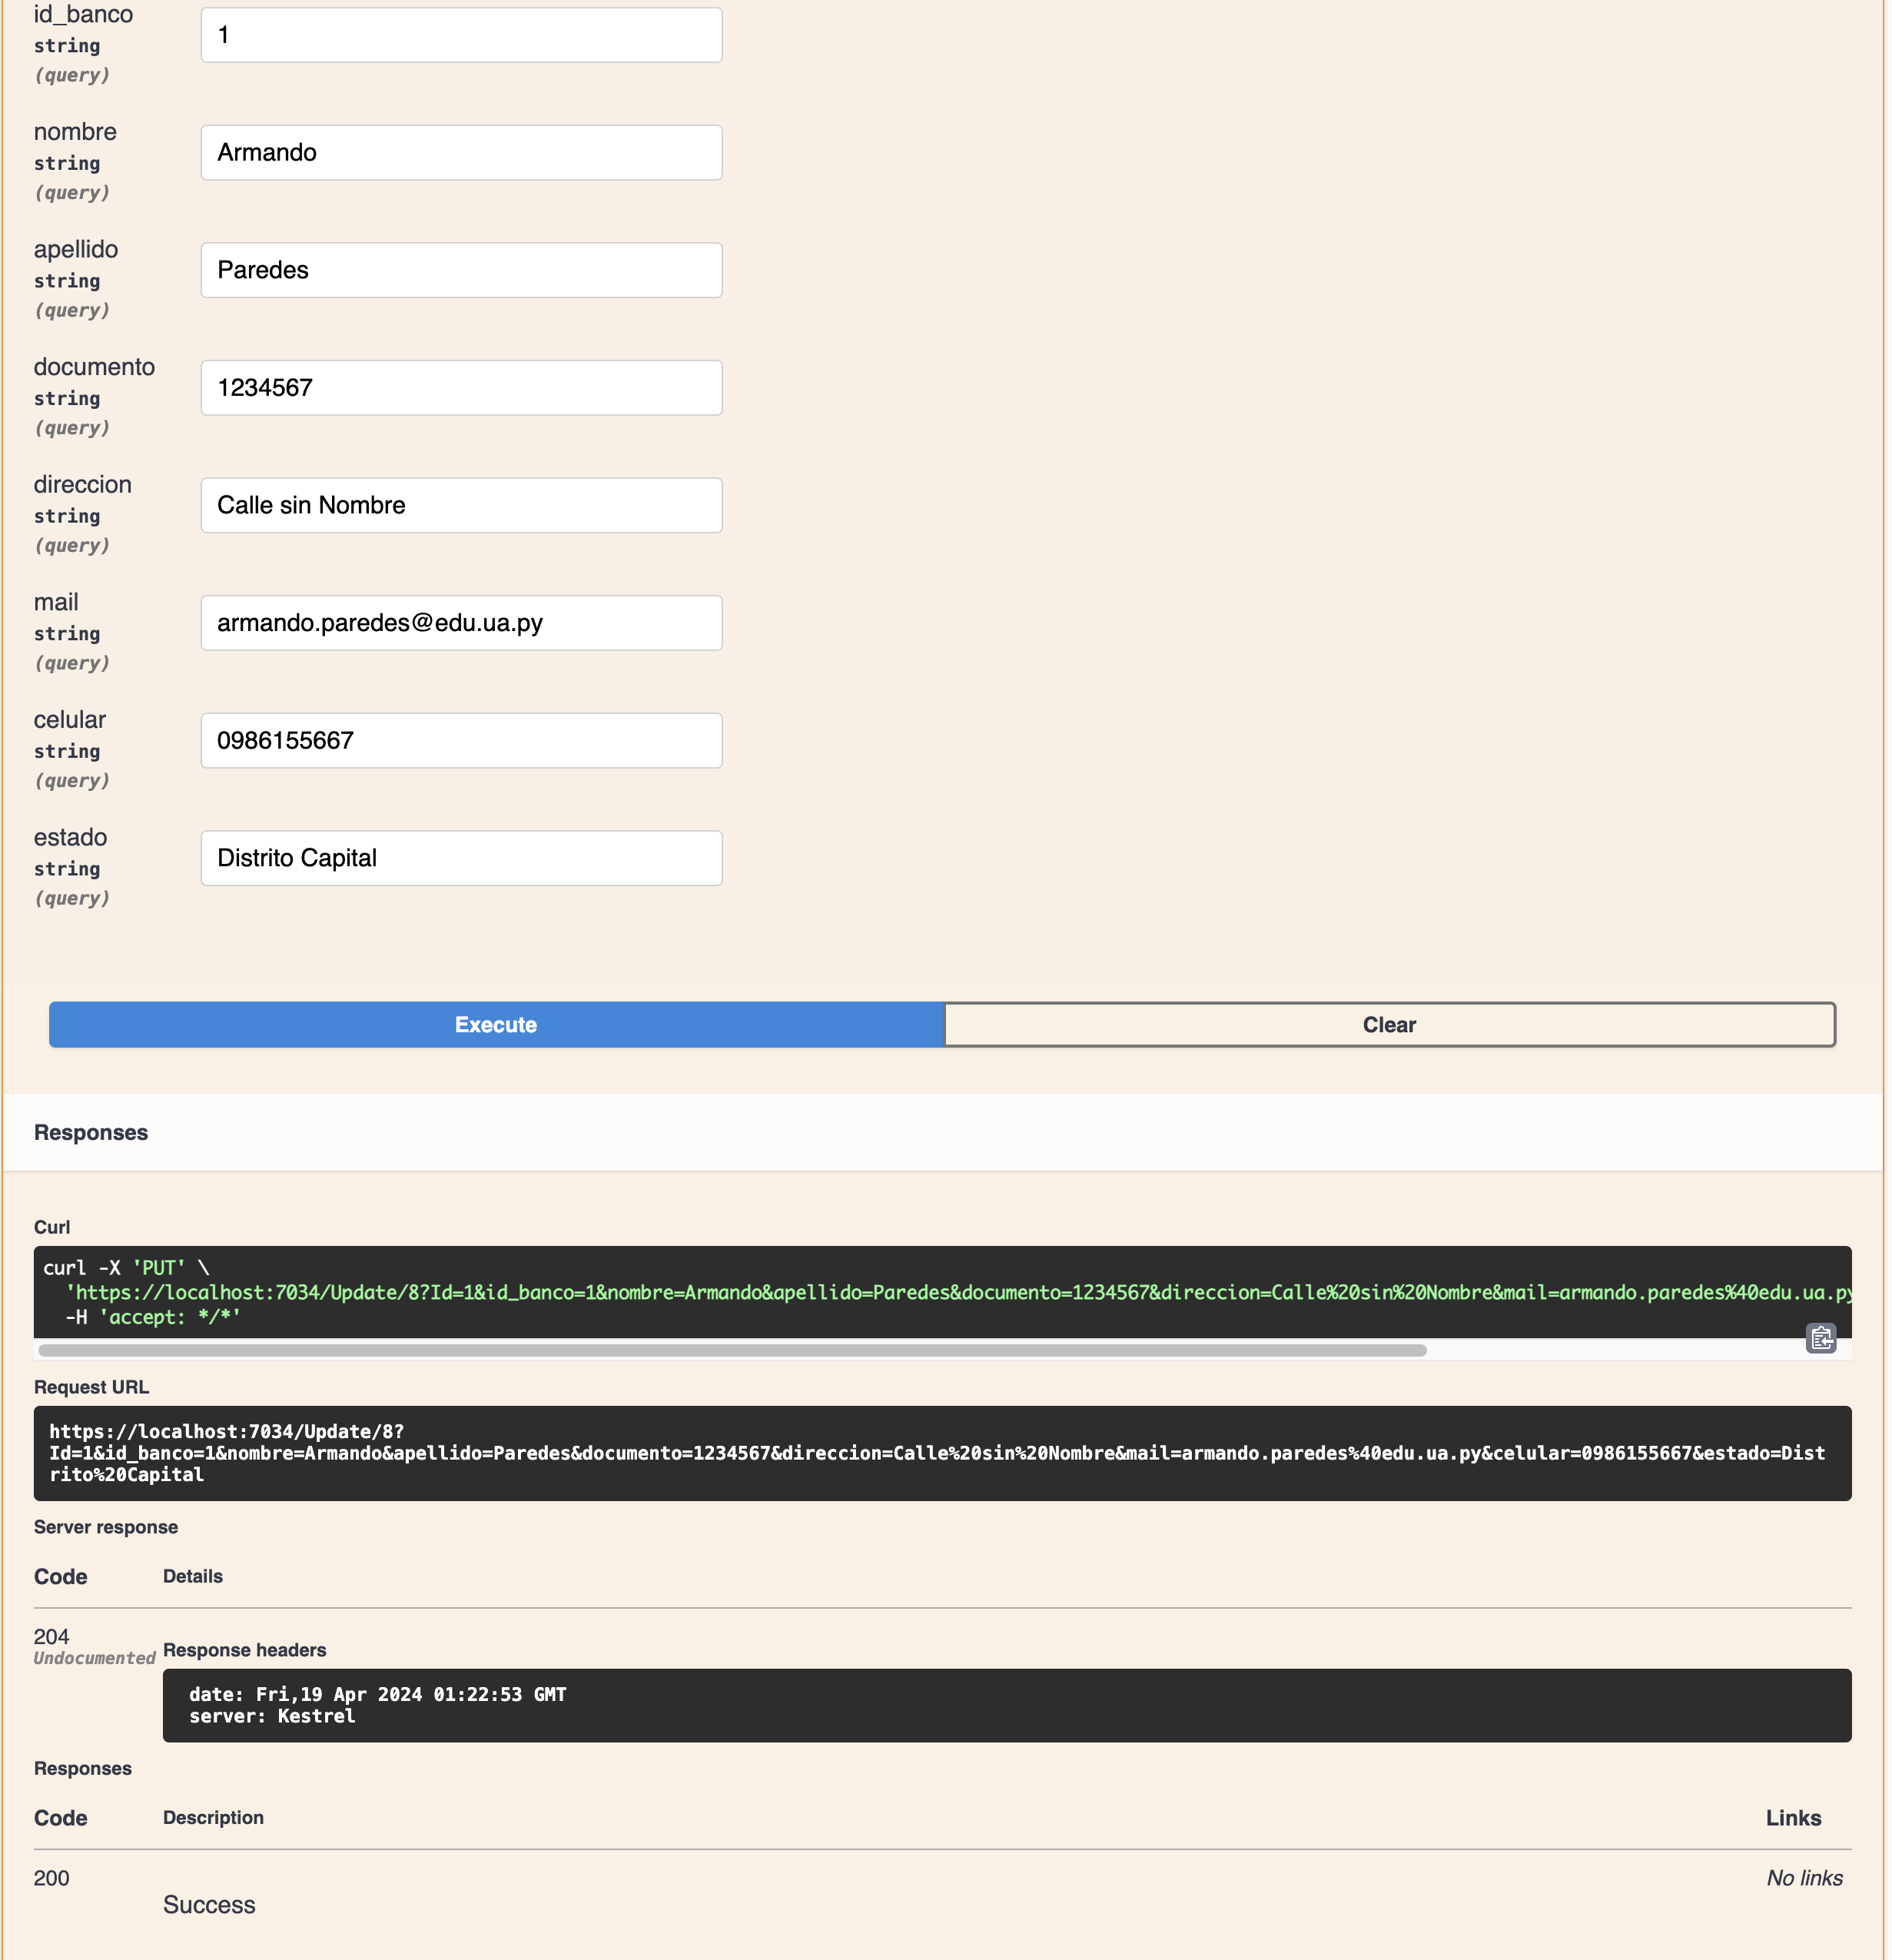 id_banco
string
(query)
1
nombre
string
(query)
Armando
apellido
string
(query)
Paredes
documento
string
(query)
1234567
direccion
string
(query)
Calle sin Nombre
mail
string
(query)
armando.paredes@edu.ua.py
celular
string
(query)
0986155667
estado
string
(query)
Distrito Capital
Execute
Clear
Responses
Curl
curl -X 'PUT' \
'https://localhost:7034/Update/8?Id=1&id_banco=1&nombre=Armando&apellido=Paredes&documento=1234567&direccion=Calle%20sin%20Nombre&mail=armando.paredes%40edu.ua.py
-H 'accept: */*'
Request URL
https://localhost:7034/Update/8?
Id=1&id_banco=1&nombre=Armando&apellido=Paredes&documento=1234567&direccion=Calle%20sin%20Nombre&mail=armando.paredes%40edu.ua.py&celular=0986155667&estado=Dist
rito%20Capital
Server response
Code Details
204
Undocumented
Response headers
date: Fri,19 Apr 2024 01:22:53 GMT
server: Kestrel
Responses
Code Description Links
200
Success
No links